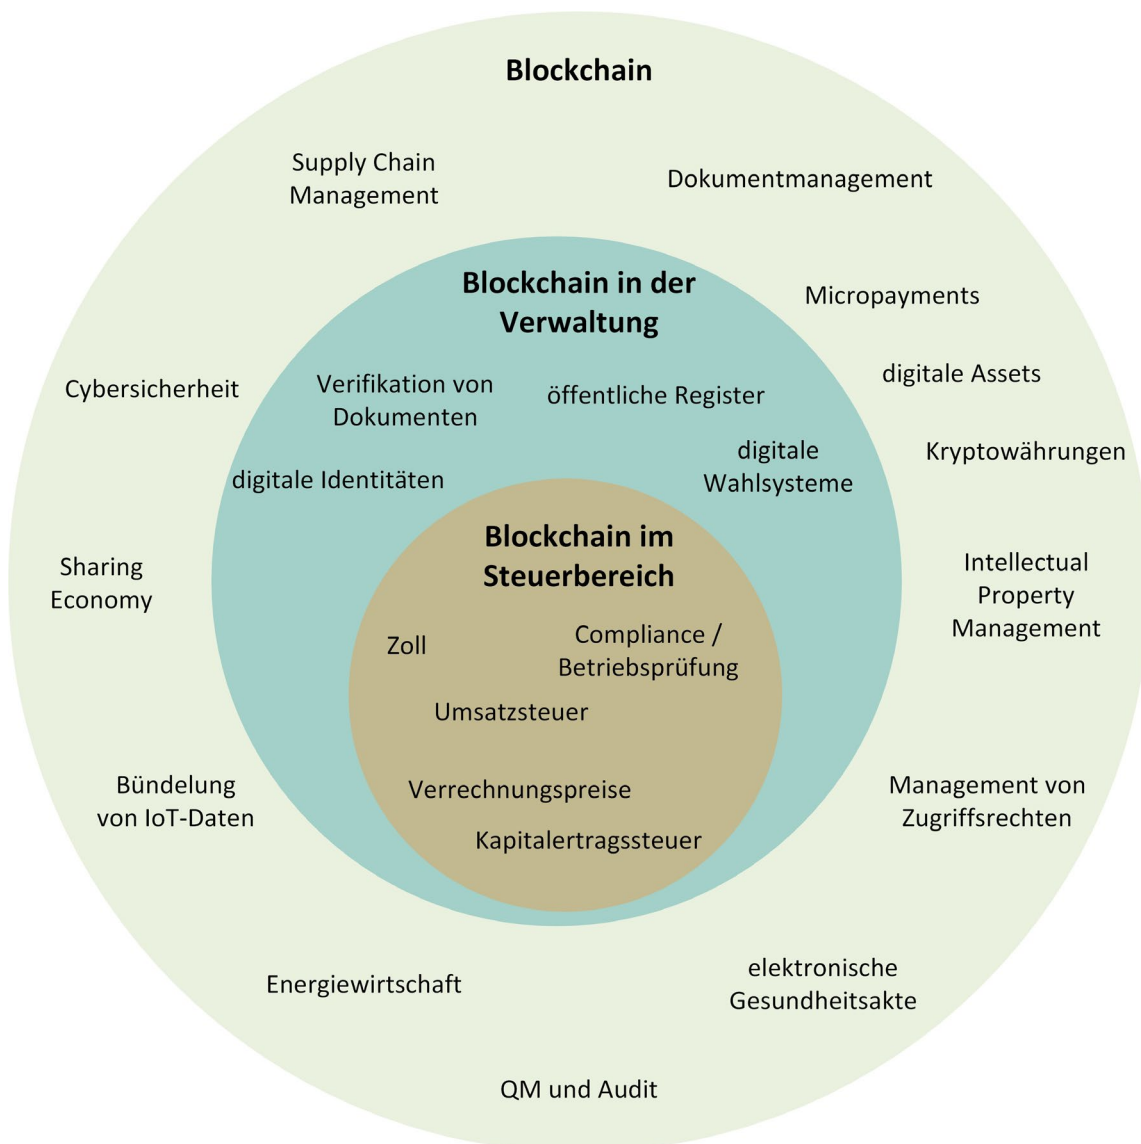 Blockchain
Supply Chain
Management
Dokumentmanagement
Blockchain in der
Verwaltung
Micropayments
Cybersicherheit
Verifikation von
Dokumenten
öffentliche Register
digitale Assets
digitale Identitäten
digitale
Wahlsysteme
Kryptowährungen
Blockchain im
Steuerbereich
Sharing
Economy
Intellectual
Property
Management
Zoll
Compliance /
Betriebsprüfung
Umsatzsteuer
Bündelung
von IoT-Daten
Verrechnungspreise
Management von
Zugriffsrechten
Kapitalertragssteuer
Energiewirtschaft
elektronische
Gesundheitsakte
QM und Audit